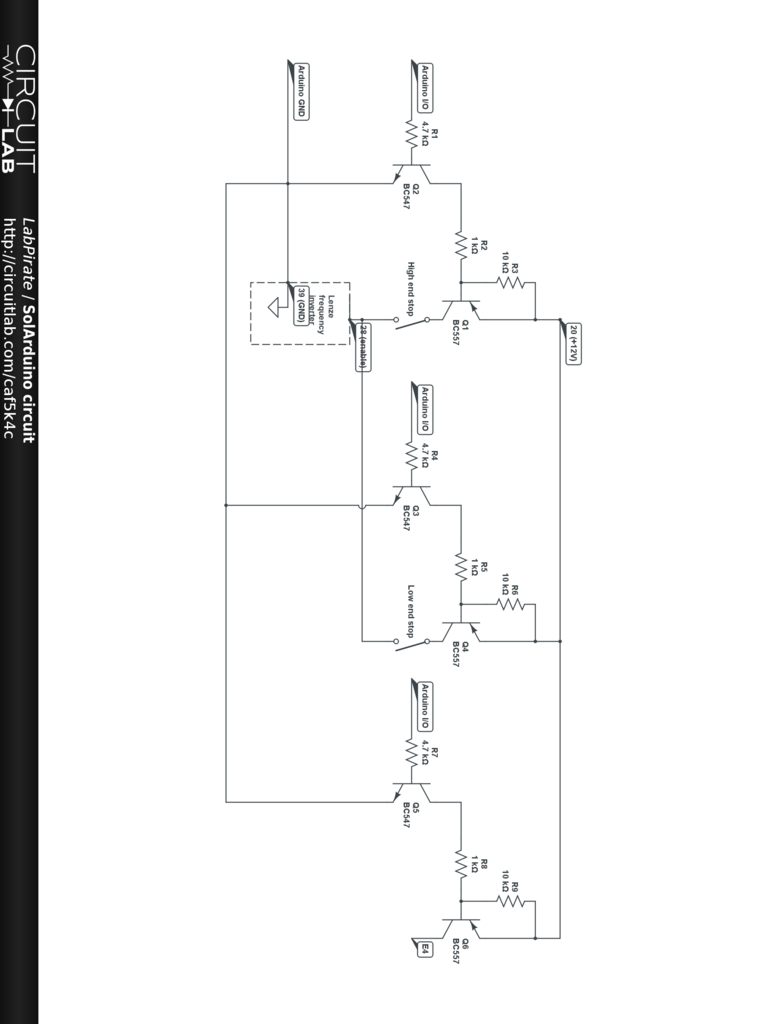 20 (+12V)
R3
10 kΩ
R6
10 kΩ
R9
10 kΩ
R2
1 kΩ
Q1
BC557
R5
1 kΩ
Q4
BC557
R8
1 kΩ
Q6
BC557
Arduino I/O
R1
4.7 kΩ
Q2
BC547
High end stop
Arduino I/O
R4
4.7 kΩ
Q3
BC547
Low end stop
Arduino I/O
R7
4.7 kΩ
Q5
BC547
E4
28 (enable)
Lenze
frequency
inverter
Arduino GND
39 (GND)
CIRCUIT
LAB
LabPirate / SolArduino circuit
http://circuitlab.com/caf5k4c